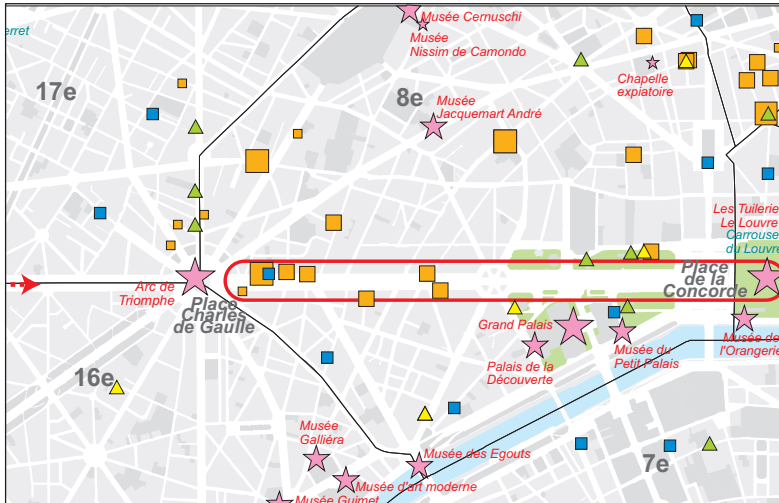 Musée Cernuschi
Musée
Nissim de Camondo
erret
17e
8e
Chapelle
expiatoire
Musée
Jacquemart André
Les Tuilerie
Le Louvre
Carrouse
du Louvre
Arc de
Triomphe
Place
Charles
de Gaulle
Place
de la
Concorde
Grand Palais
Musée du
Petit Palais
Musée de
l'Orangerie
Palais de la
Découverte
16e
Musée
Galliéra
Musée des Egouts
7e
Musée d'art moderne
Musée Guimet